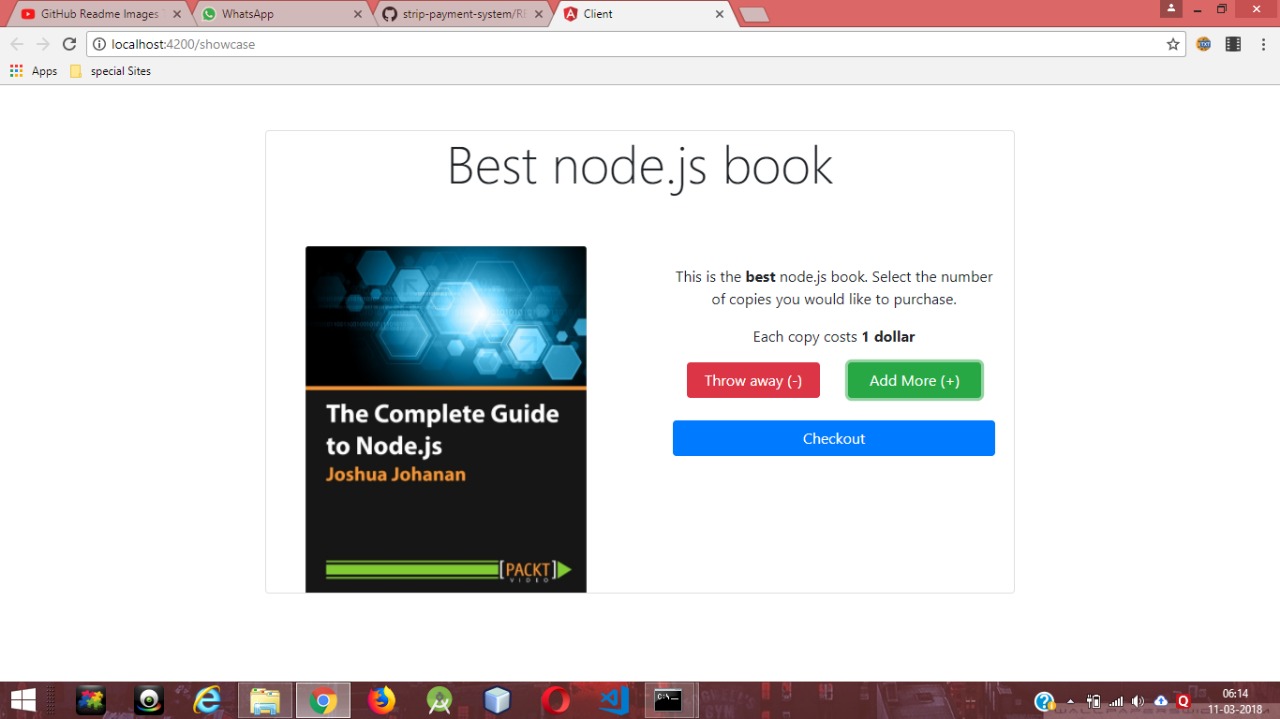 GitHub Readme Images
WhatsApp
strip-payment-system/RE
Client
localhost:4200/showcase
Apps
special Sites
Best node.js book
The Complete Guide
to Node.js
Joshua Johanan
[PACKT]
VIDEO
This is the best node.js book. Select the number
of copies you would like to purchase.
Each copy costs 1 dollar
Throw away (-)
Add More (+)
Checkout
06:14
11-03-2018